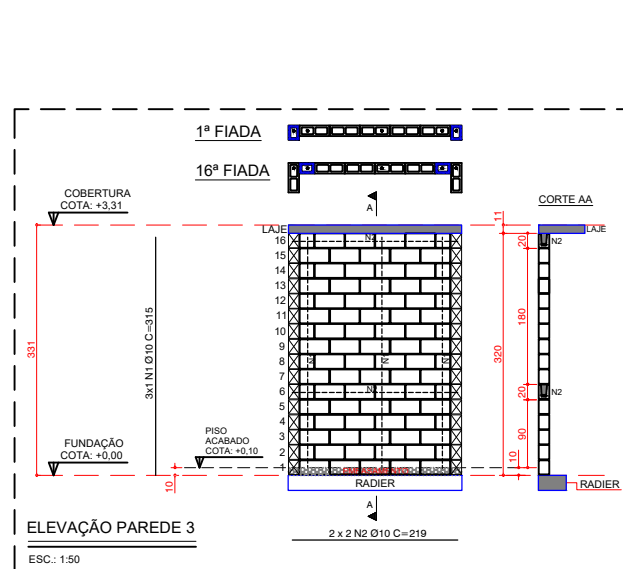 1ª FIADA
16ª FIADA
COBERTURA
COTA: +3,31
A
CORTE AA
11
LAJE
LAJE
16
15
14
13
12
11
10
9
8
7
6
5
4
3
2
1
N2
N2
N1
N1
N1
20
N2
180
20
N2
90
10
320
331
3x1 N1 Ø10 C=315
FUNDAÇÃO
COTA: +0,00
PISO
ACABADO
COTA: +0,10
10
RADIER
RADIER
A
2 x 2 N2 Ø10 C=219
ELEVAÇÃO PAREDE 3
ESC.: 1:50